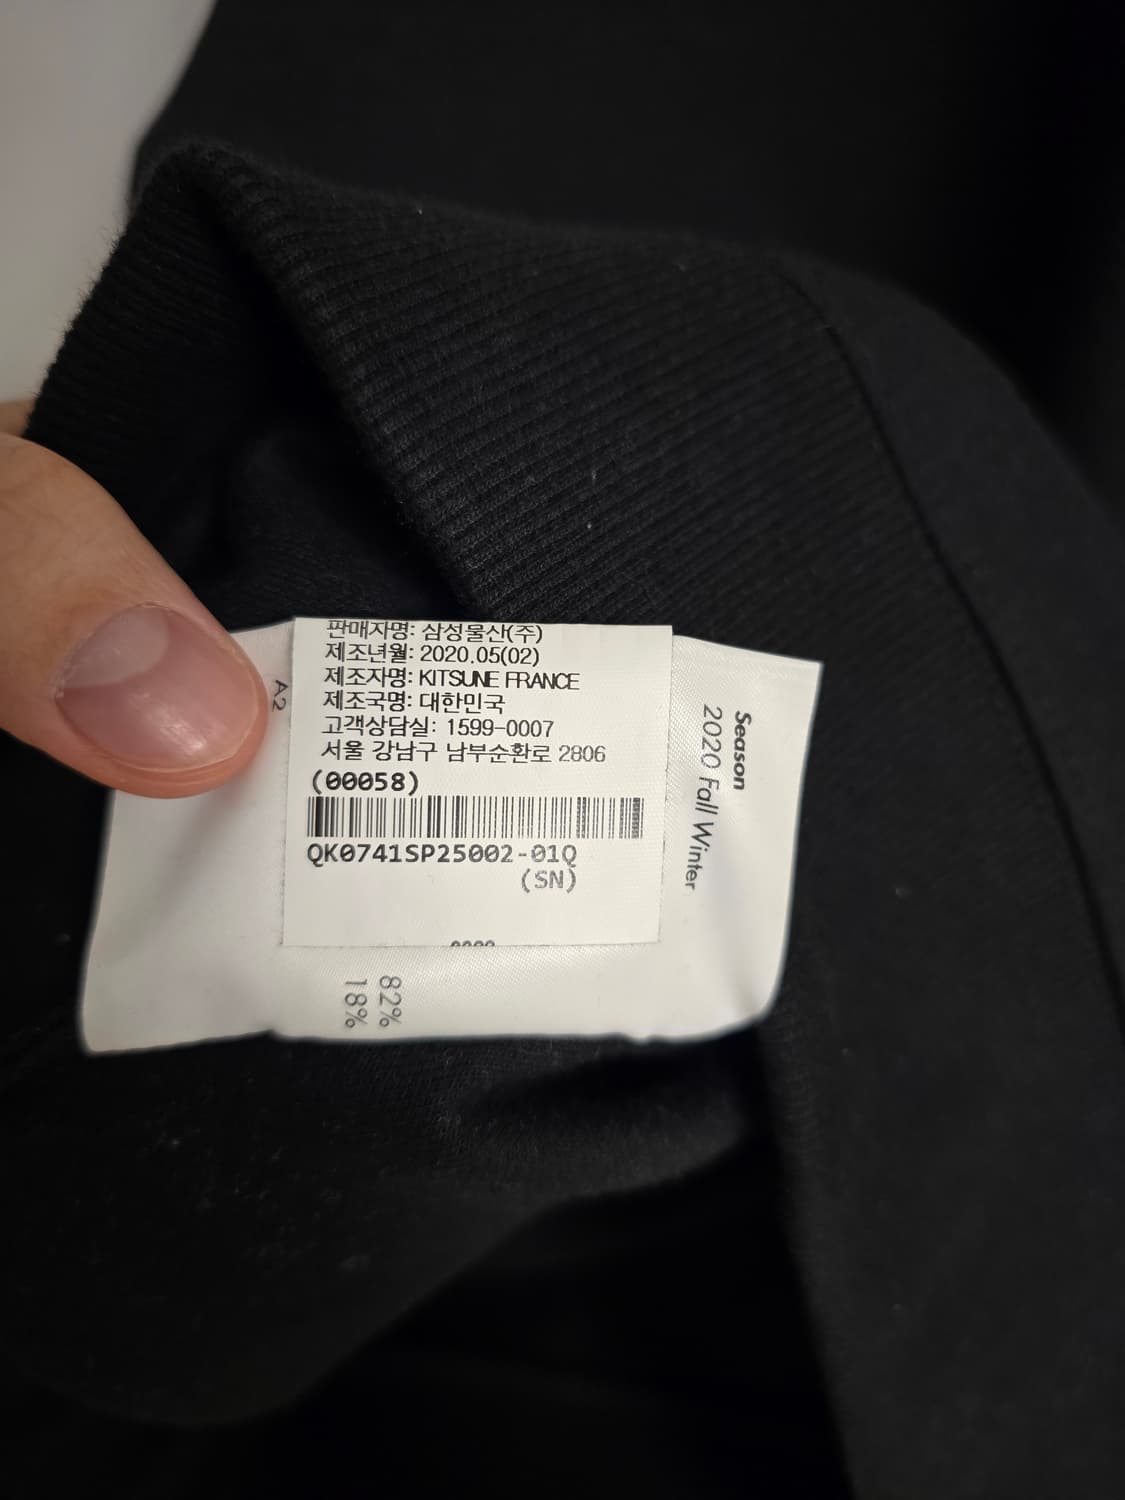 판매자명: 삼성물산(주)
제조년월: 2020.05(02)
제조자명: KITSUNE FRANCE
제조국명: 대한민국
고객상담실: 1599-0007
서울 강남구 남부순환로 2806
(00058)
QK0741SP25002-01Q
(SN)
A2
Season
2020 Fall Winter
82%
18%